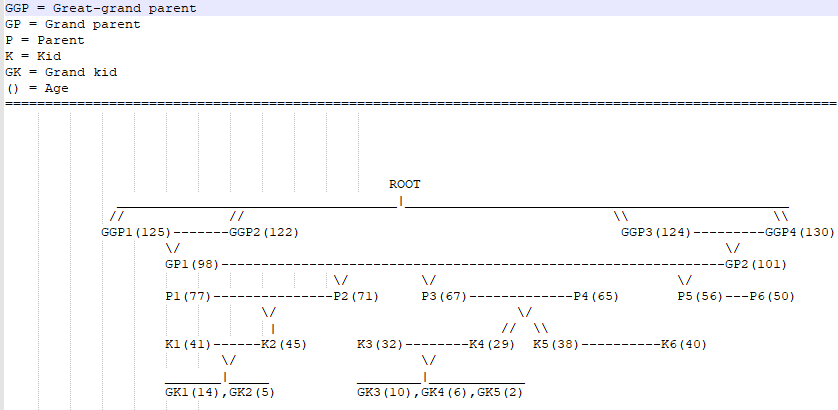 GGP = Great-grand parent
GP = Grand parent
P = Parent
K = Kid
GK = Grand kid
() = Age
=======================================================================================================
ROOT
___________________________________|________________________________________________
// // \\ \\
GGP1(125)-------GGP2(122) GGP3(124)---------GGP4(130)
\/ \/
GP1(98)---------------------------------------------------------------GP2(101)
\/ \/ \/
P1(77)---------------P2(71) P3(67)-------------P4(65) P5(56)---P6(50)
\/ \/
| // \\
K1(41)------K2(45) K3(32)--------K4(29) K5(38)----------K6(40)
\/ \/
_______|_____ ________|____________
GK1(14),GK2(5) GK3(10),GK4(6),GK5(2)